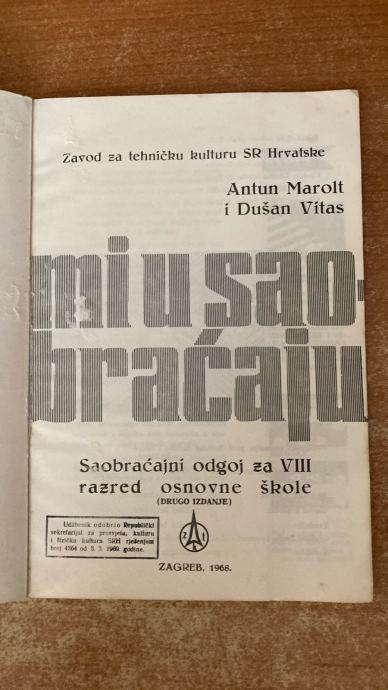 Zavod za tehničku kulturu SR Hrvatske
Antun Marolt
i Dušan Vitas
mi u sao-
braćaju
Saobraćajni odgoj za VIII
razred osnovne škole
(DRUGO IZDANJE)
Udžbenik odobrio Republički
sekretarijat za prosvjetu, kulturu
i fizičku kulturu SRH rješenjem
broj 4364 od 3. 3. 1969. godine.
ZAGREB, 1968.